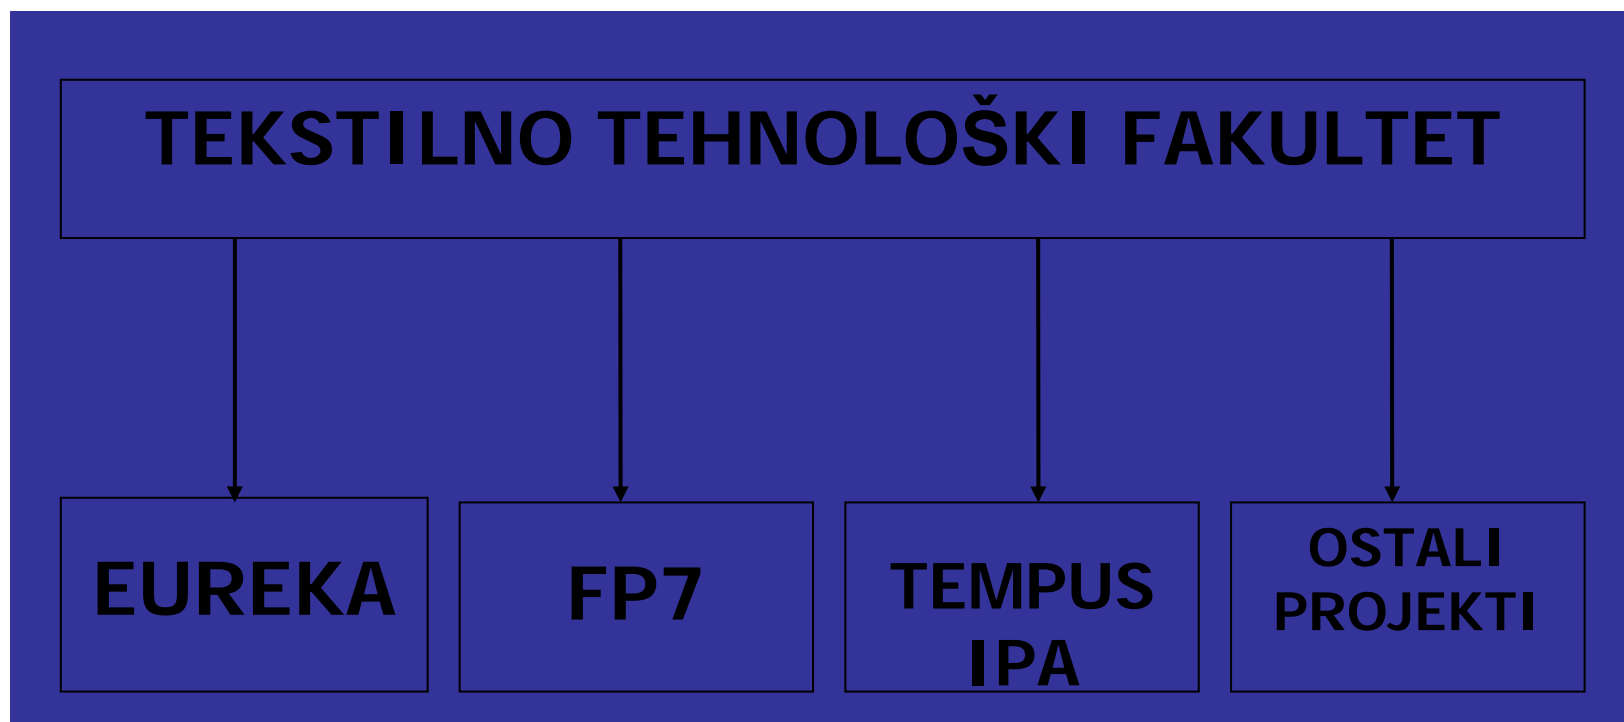 TEKSTILNO TEHNOLOŠKI FAKULTET
EUREKA
FP7
TEMPUS
IPA
OSTALI
PROJEKTI